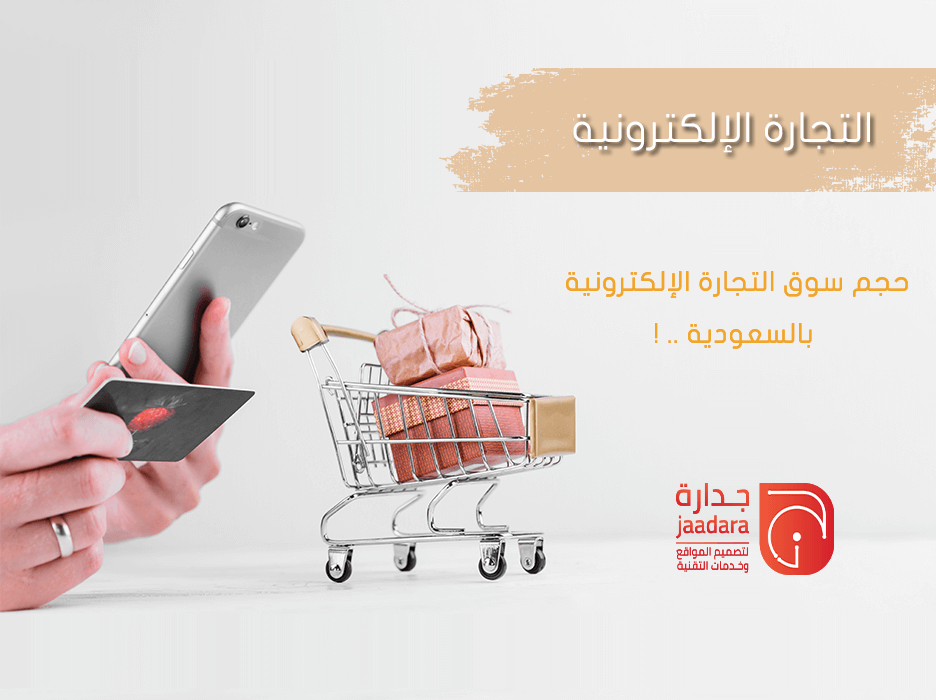 التجارة الإلكترونية
حجم سوق التجارة الإلكترونية
بالسعودية .. !
جدارة
jaadara
لتصميم المواقع
وخدمات التقنية